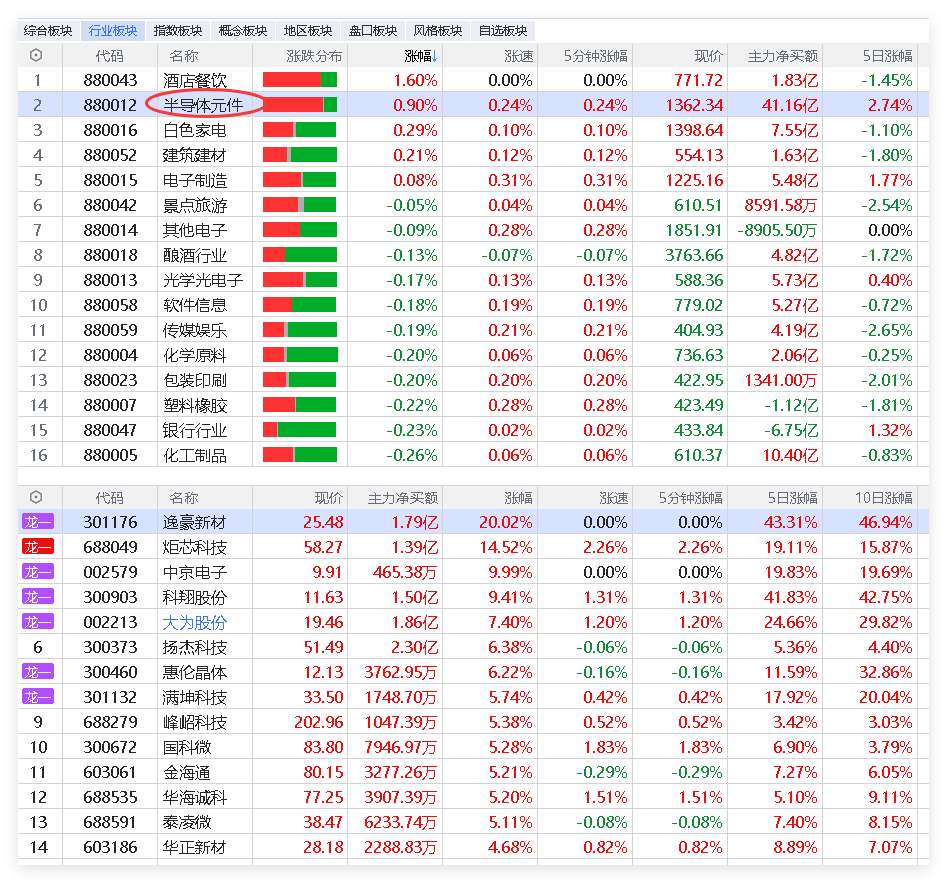 综合板块 行业板块 指数板块 概念板块 地区板块 盘口板块 风格板块 自选板块
代码 名称 涨跌分布 涨幅↓ 涨速 5分钟涨幅 现价 主力净买额 5日涨幅
1 880043 酒店餐饮 1.60% 0.00% 0.00% 771.72 1.83亿 -1.45%
2 880012 半导体元件 0.90% 0.24% 0.24% 1362.34 41.16亿 2.74%
3 880016 白色家电 0.29% 0.10% 0.10% 1398.64 7.55亿 -1.10%
4 880052 建筑建材 0.21% 0.12% 0.12% 554.13 1.63亿 -1.80%
5 880015 电子制造 0.08% 0.31% 0.31% 1225.16 5.48亿 1.77%
6 880042 景点旅游 -0.05% 0.04% 0.04% 610.51 8591.58万 -2.54%
7 880014 其他电子 -0.09% 0.28% 0.28% 1851.91 -8905.50万 0.00%
8 880018 酿酒行业 -0.13% -0.07% -0.07% 3763.66 4.82亿 -1.72%
9 880013 光学光电子 -0.17% 0.13% 0.13% 588.36 5.73亿 0.40%
10 880058 软件信息 -0.18% 0.19% 0.19% 779.02 5.27亿 -0.72%
11 880059 传媒娱乐 -0.19% 0.21% 0.21% 404.93 4.19亿 -2.65%
12 880004 化学原料 -0.20% 0.06% 0.06% 736.63 2.06亿 -0.25%
13 880023 包装印刷 -0.20% 0.20% 0.20% 422.95 1341.00万 -2.01%
14 880007 塑料橡胶 -0.22% 0.28% 0.28% 423.49 -1.12亿 -1.81%
15 880047 银行行业 -0.23% 0.02% 0.02% 433.84 -6.75亿 1.32%
16 880005 化工制品 -0.26% 0.06% 0.06% 610.37 10.40亿 -0.83%
代码 名称 现价 主力净买额 涨幅 涨速 5分钟涨幅 5日涨幅 10日涨幅
龙一 301176 逸豪新材 25.48 1.79亿 20.02% 0.00% 0.00% 43.31% 46.94%
龙一 688049 炬芯科技 58.27 1.39亿 14.52% 2.26% 2.26% 19.11% 15.87%
龙一 002579 中京电子 9.91 465.38万 9.99% 0.00% 0.00% 19.83% 19.69%
龙一 300903 科翔股份 11.63 1.50亿 9.41% 1.31% 1.31% 41.83% 42.75%
龙一 002213 大为股份 19.46 1.86亿 7.40% 1.20% 1.20% 24.66% 29.82%
6 300373 扬杰科技 51.49 2.30亿 6.38% -0.06% -0.06% 5.36% 4.40%
龙一 300460 惠伦晶体 12.13 3762.95万 6.22% -0.16% -0.16% 11.59% 32.86%
龙一 301132 满坤科技 33.50 1748.70万 5.74% 0.42% 0.42% 17.92% 20.04%
9 688279 峰岹科技 202.96 1047.39万 5.38% 0.52% 0.52% 3.42% 3.03%
10 300672 国科微 83.80 7946.97万 5.28% 1.83% 1.83% 6.90% 3.79%
11 603061 金海通 80.15 3277.26万 5.21% -0.29% -0.29% 7.27% 6.05%
12 688535 华海诚科 77.25 3907.39万 5.20% 1.51% 1.51% 5.10% 9.11%
13 688591 泰凌微 38.47 6233.74万 5.11% -0.08% -0.08% 7.40% 8.15%
14 603186 华正新材 28.18 2288.83万 4.68% 0.82% 0.82% 8.89% 7.07%